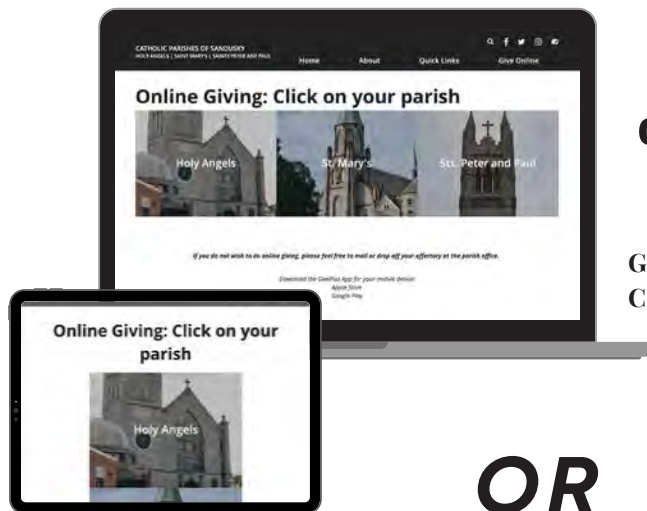 CATHOLIC PARISHES OF SANDUSKY
HOLY ANGELS | SAINT MARY'S | SAINTS PETER AND PAUL
Home About Quick Links Give Online
Online Giving: Click on your parish
Holy Angels
St. Mary's
Sts. Peter and Paul
If you do not wish to do online giving, please feel free to mail or drop off your offertory at the parish office.
Download the GivePlus App for your mobile device:
Apple Store
Google Play
G
C
Online Giving: Click on your
parish
Holy Angels
OR